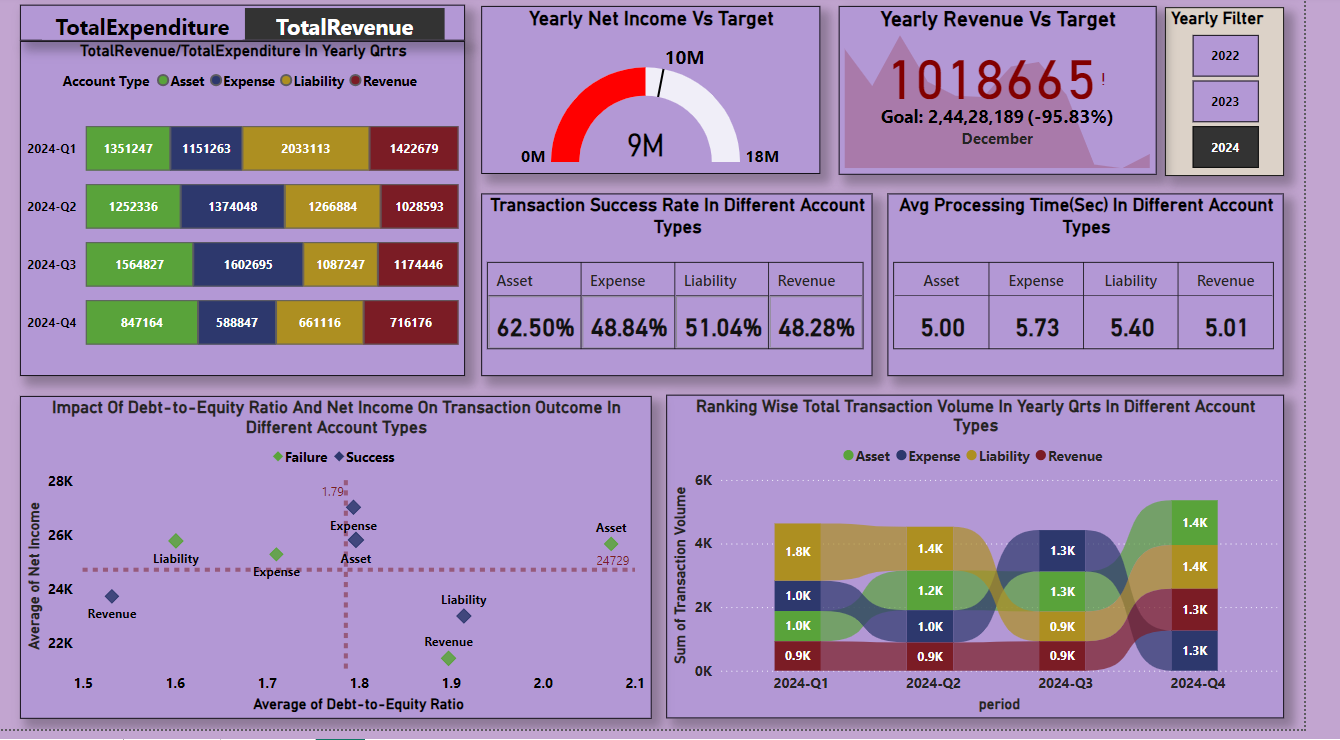 TotalExpenditure TotalRevenue
TotalRevenue/TotalExpenditure In Yearly Qrtrs
Account Type Asset Expense Liability Revenue
2024-Q1 1351247 1151263 2033113 1422679
2024-Q2 1252336 1374048 1266884 1028593
2024-Q3 1564827 1602695 1087247 1174446
2024-Q4 847164 588847 661116 716176
Yearly Net Income Vs Target
10M
0M 9M 18M
Yearly Revenue Vs Target
1018665!
Goal: 2,44,28,189 (-95.83%)
December
Yearly Filter
2022
2023
2024
Transaction Success Rate In Different Account
Types
Asset Expense Liability Revenue
62.50% 48.84% 51.04% 48.28%
Avg Processing Time(Sec) In Different Account
Types
Asset Expense Liability Revenue
5.00 5.73 5.40 5.01
Impact Of Debt-to-Equity Ratio And Net Income On Transaction Outcome In
Different Account Types
Failure Success
Average of Net Income
28K
26K
24K
22K
1.79
Expense
Asset
Asset
24729
Liability
Expense
Revenue
Liability
Revenue
1.5 1.6 1.7 1.8 1.9 2.0 2.1
Average of Debt-to-Equity Ratio
Ranking Wise Total Transaction Volume In Yearly Qrts In Different Account
Types
Asset Expense Liability Revenue
Sum of Transaction Volume
6K
4K
2K
0K
1.8K 1.0K 1.0K 0.9K
1.4K 1.2K 1.0K 0.9K
1.3K 1.3K 0.9K 0.9K
1.4K 1.4K 1.3K 1.3K
2024-Q1 2024-Q2 2024-Q3 2024-Q4
period